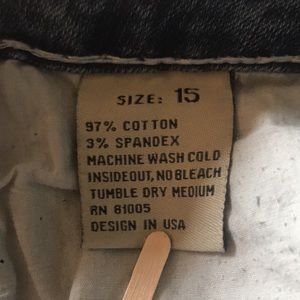 SIZE: 15
97% COTTON
3% SPANDEX
MACHINE WASH COLD
INSIDEOUT, NO BLEACH
TUMBLE DRY MEDIUM
RN 81005
DESIGN IN USA